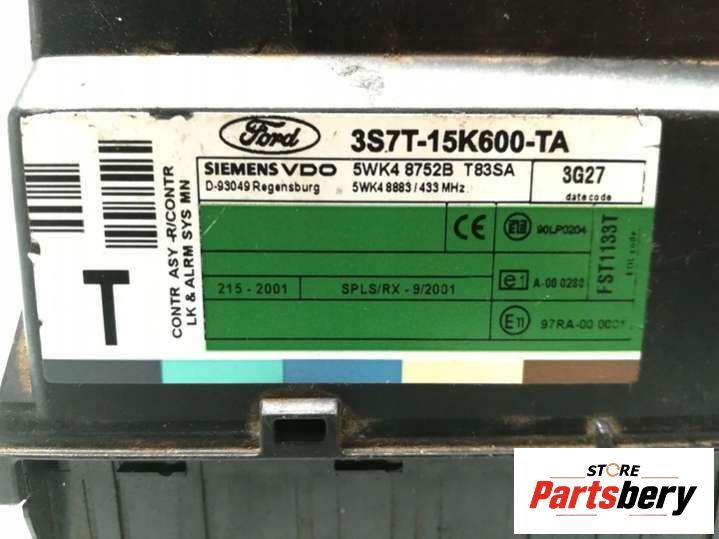 Ford
3S7T-15K600-TA
SIEMENS VDO 5WK4 8752B T83SA
D-93049 Regensburg 5WK4 8883 / 433 MHz
3G27
date code
CONTR ASY -R/CONTR
LK & ALRM SYS MN
T
CE
90LP0204
215 - 2001 SPLS/RX - 9/2001
e1 A-00 0280
E11 97RA-00 0001
FST1133T
EDI code
STORE
Partsbery